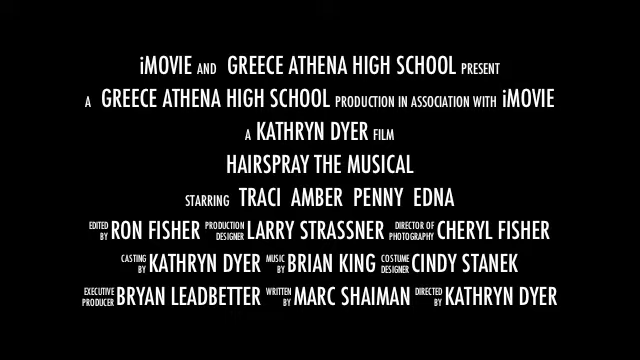 iMOVIE AND GREECE ATHENA HIGH SCHOOL PRESENT
A GREECE ATHENA HIGH SCHOOL PRODUCTION IN ASSOCIATION WITH iMOVIE
A KATHRYN DYER FILM
HAIRSPRAY THE MUSICAL
STARRING TRACI AMBER PENNY EDNA
EDITED BY RON FISHER PRODUCTION DESIGNER LARRY STRASSNER DIRECTOR OF PHOTOGRAPHY CHERYL FISHER
CASTING BY KATHRYN DYER MUSIC BY BRIAN KING COSTUME DESIGNER CINDY STANEK
EXECUTIVE PRODUCER BRYAN LEADBETTER WRITTEN BY MARC SHAIMAN DIRECTED BY KATHRYN DYER